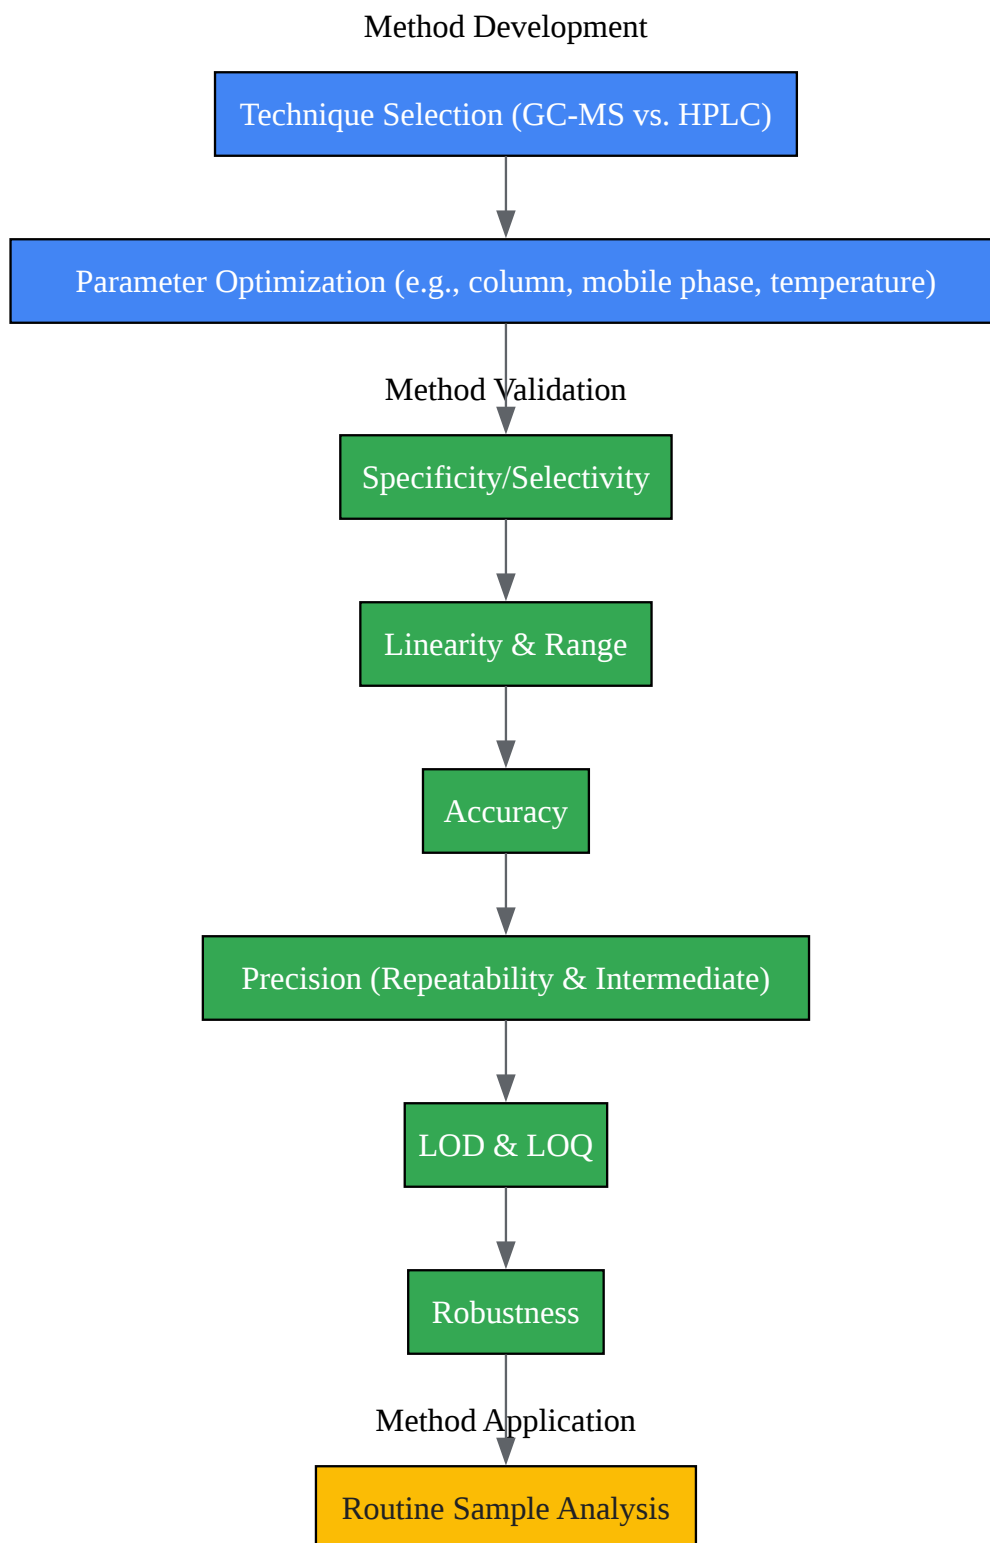 Method Development
Technique Selection (GC-MS vs. HPLC)
Parameter Optimization (e.g., column, mobile phase, temperature)
Method Validation
Specificity/Selectivity
Linearity & Range
Accuracy
Precision (Repeatability & Intermediate)
LOD & LOQ
Robustness
Method Application
Routine Sample Analysis